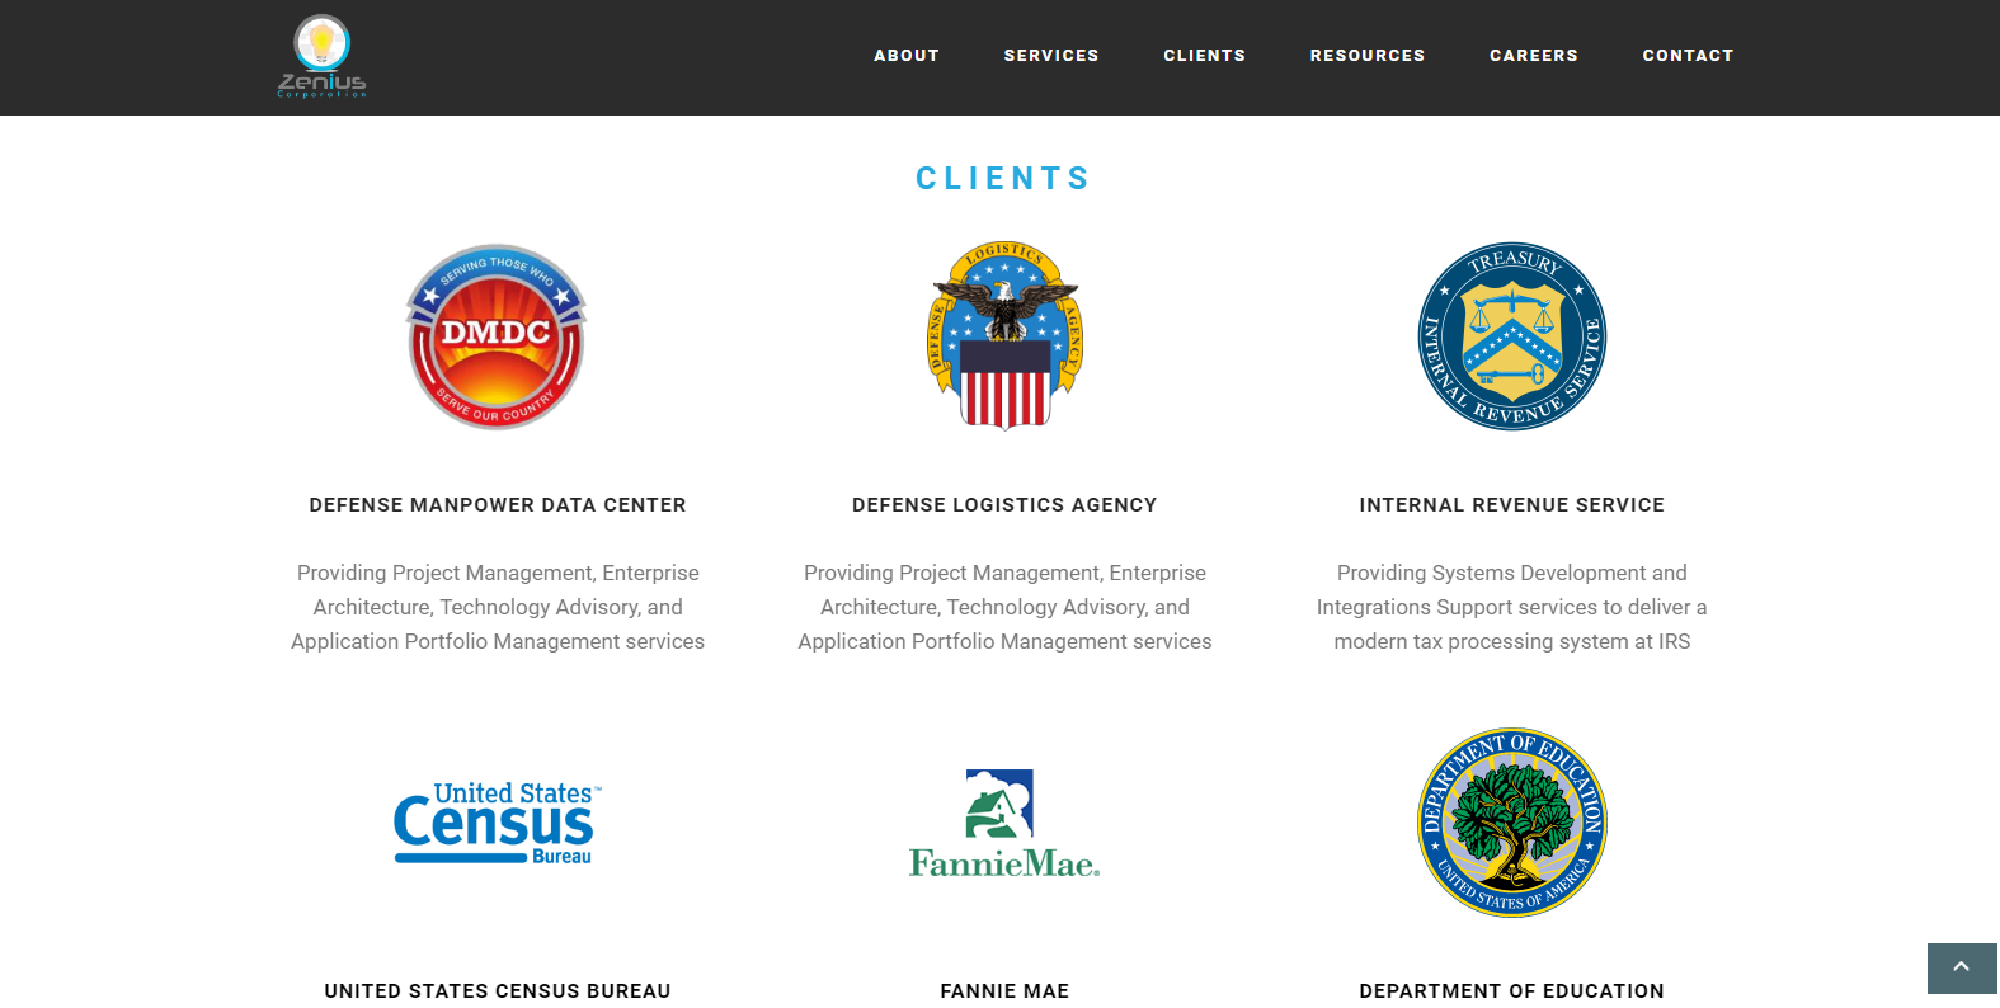 Zenius
Corporation
ABOUT
SERVICES
CLIENTS
RESOURCES
CAREERS
CONTACT
CLIENTS
SERVING THOSE WHO
DMDC
SERVE OUR COUNTRY
DEFENSE LOGISTICS AGENCY
TREASURY
INTERNAL REVENUE SERVICE
DEFENSE MANPOWER DATA CENTER
DEFENSE LOGISTICS AGENCY
INTERNAL REVENUE SERVICE
Providing Project Management, Enterprise
Architecture, Technology Advisory, and
Application Portfolio Management services
Providing Project Management, Enterprise
Architecture, Technology Advisory, and
Application Portfolio Management services
Providing Systems Development and
Integrations Support services to deliver a
modern tax processing system at IRS
United States™
Census
Bureau
FannieMae®
DEPARTMENT OF EDUCATION
UNITED STATES OF AMERICA
UNITED STATES CENSUS BUREAU
FANNIE MAE
DEPARTMENT OF EDUCATION